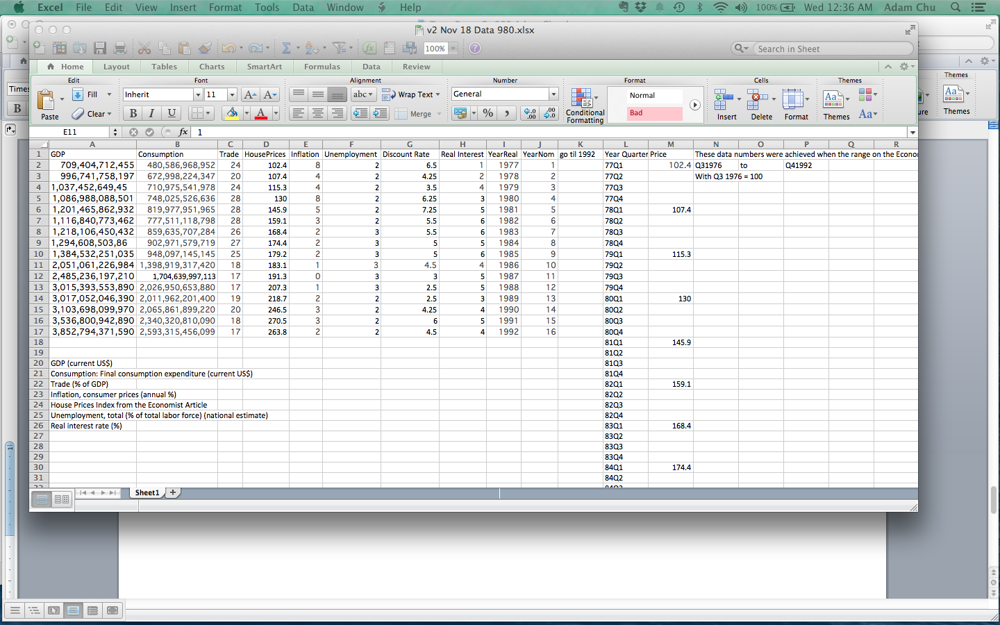 Excel File Edit View Insert Format Tools Data Window Help 100% Wed 12:36 AM Adam Chu
v2 Nov 18 Data 980.xlsx
100% Search in Sheet
Home Layout Tables Charts SmartArt Formulas Data Review
Edit Font Alignment Number Format Cells Themes Themes
Times Fill Inherit 11 A A abc Wrap Text General Normal Aa Aa
B Paste Clear B I U A Merge % Conditional Formatting Bad Insert Delete Format Themes Aa Themes
E11 fx 1
A B C D E F G H I J K L M N O P Q R
1 GDP Consumption Trade HousePrices Inflation Unemployment Discount Rate Real Interest YearReal YearNom go til 1992 Year Quarter Price These data numbers were achieved when the range on the Econo
2 709,404,712,455 480,586,968,952 24 102.4 8 2 6.5 1 1977 1 77Q1 102.4 Q31976 to Q41992
3 996,741,758,197 672,998,224,347 20 107.4 4 2 4.25 2 1978 2 77Q2 With Q3 1976 = 100
4 1,037,452,649,45 710,975,541,978 24 115.3 4 2 3.5 4 1979 3 77Q3
5 1,086,988,088,501 748,025,526,636 28 130 8 2 6.25 3 1980 4 77Q4
6 1,201,465,862,932 819,977,951,965 28 145.9 5 2 7.25 5 1981 5 78Q1 107.4
7 1,116,840,773,462 777,511,118,798 28 159.1 3 2 5.5 6 1982 6 78Q2
8 1,218,106,450,432 859,635,707,284 26 168.4 2 3 5.5 6 1983 7 78Q3
9 1,294,608,503,86 902,971,579,719 27 174.4 2 3 5 5 1984 8 78Q4
10 1,384,532,251,035 948,097,145,145 25 179.2 2 3 5 6 1985 9 79Q1 115.3
11 2,051,061,226,984 1,398,919,317,420 18 183.1 1 3 4.5 4 1986 10 79Q2
12 2,485,236,197,210 1,704,639,997,113 17 191.3 0 3 3 5 1987 11 79Q3
13 3,015,393,553,890 2,026,950,653,880 17 207.3 1 3 2.5 5 1988 12 79Q4
14 3,017,052,046,390 2,011,962,201,400 19 218.7 2 2 2.5 3 1989 13 80Q1 130
15 3,103,698,099,970 2,065,861,899,220 20 246.5 3 2 4.25 4 1990 14 80Q2
16 3,536,800,942,890 2,340,320,810,090 18 270.5 3 2 6 5 1991 15 80Q3
17 3,852,794,371,590 2,593,315,456,099 17 263.8 2 2 4.5 4 1992 16 80Q4
18 81Q1 145.9
19 81Q2
20 GDP (current US$) 81Q3
21 Consumption: Final consumption expenditure (current US$) 81Q4
22 Trade (% of GDP) 82Q1 159.1
23 Inflation, consumer prices (annual %) 82Q2
24 House Prices Index from the Economist Article 82Q3
25 Unemployment, total (% of total labor force) (national estimate) 82Q4
26 Real interest rate (%) 83Q1 168.4
27 83Q2
28 83Q3
29 83Q4
30 84Q1 174.4
31 84Q2
Sheet1